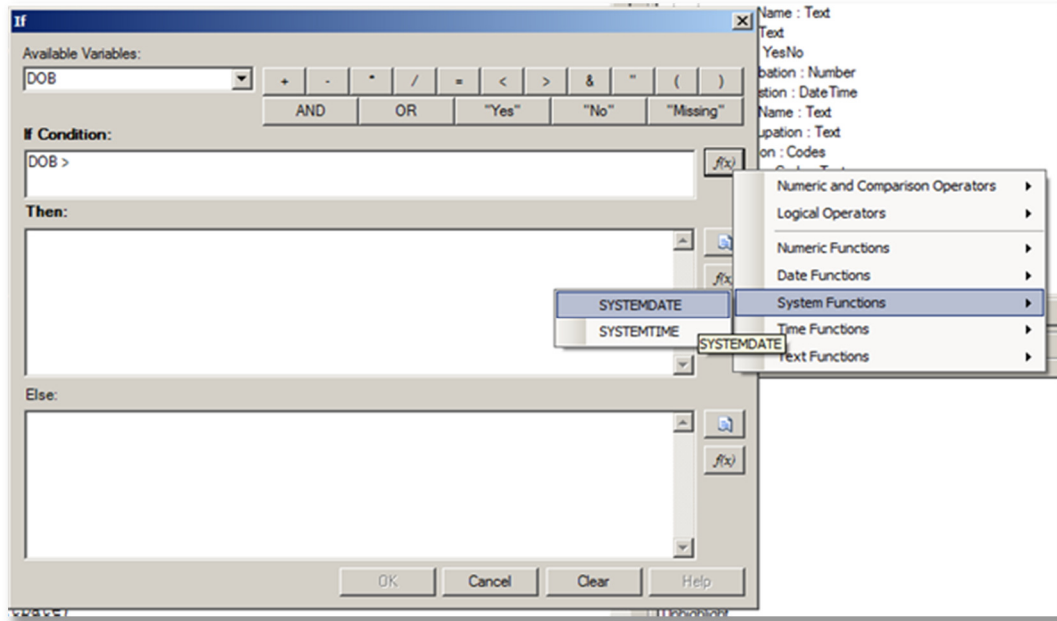 If
Available Variables:
DOB
+ - * / = < > & " ( )
AND OR "Yes" "No" "Missing"
If Condition:
DOB >
f(x)
Then:
f(x)
Else:
f(x)
OK Cancel Clear Help
Name : Text
Text
YesNo
bation : Number
stion : DateTime
Name : Text
upation : Text
on : Codes
Numeric and Comparison Operators
Logical Operators
Numeric Functions
Date Functions
System Functions
Time Functions
Text Functions
SYSTEMDATE
SYSTEMTIME
SYSTEMDATE